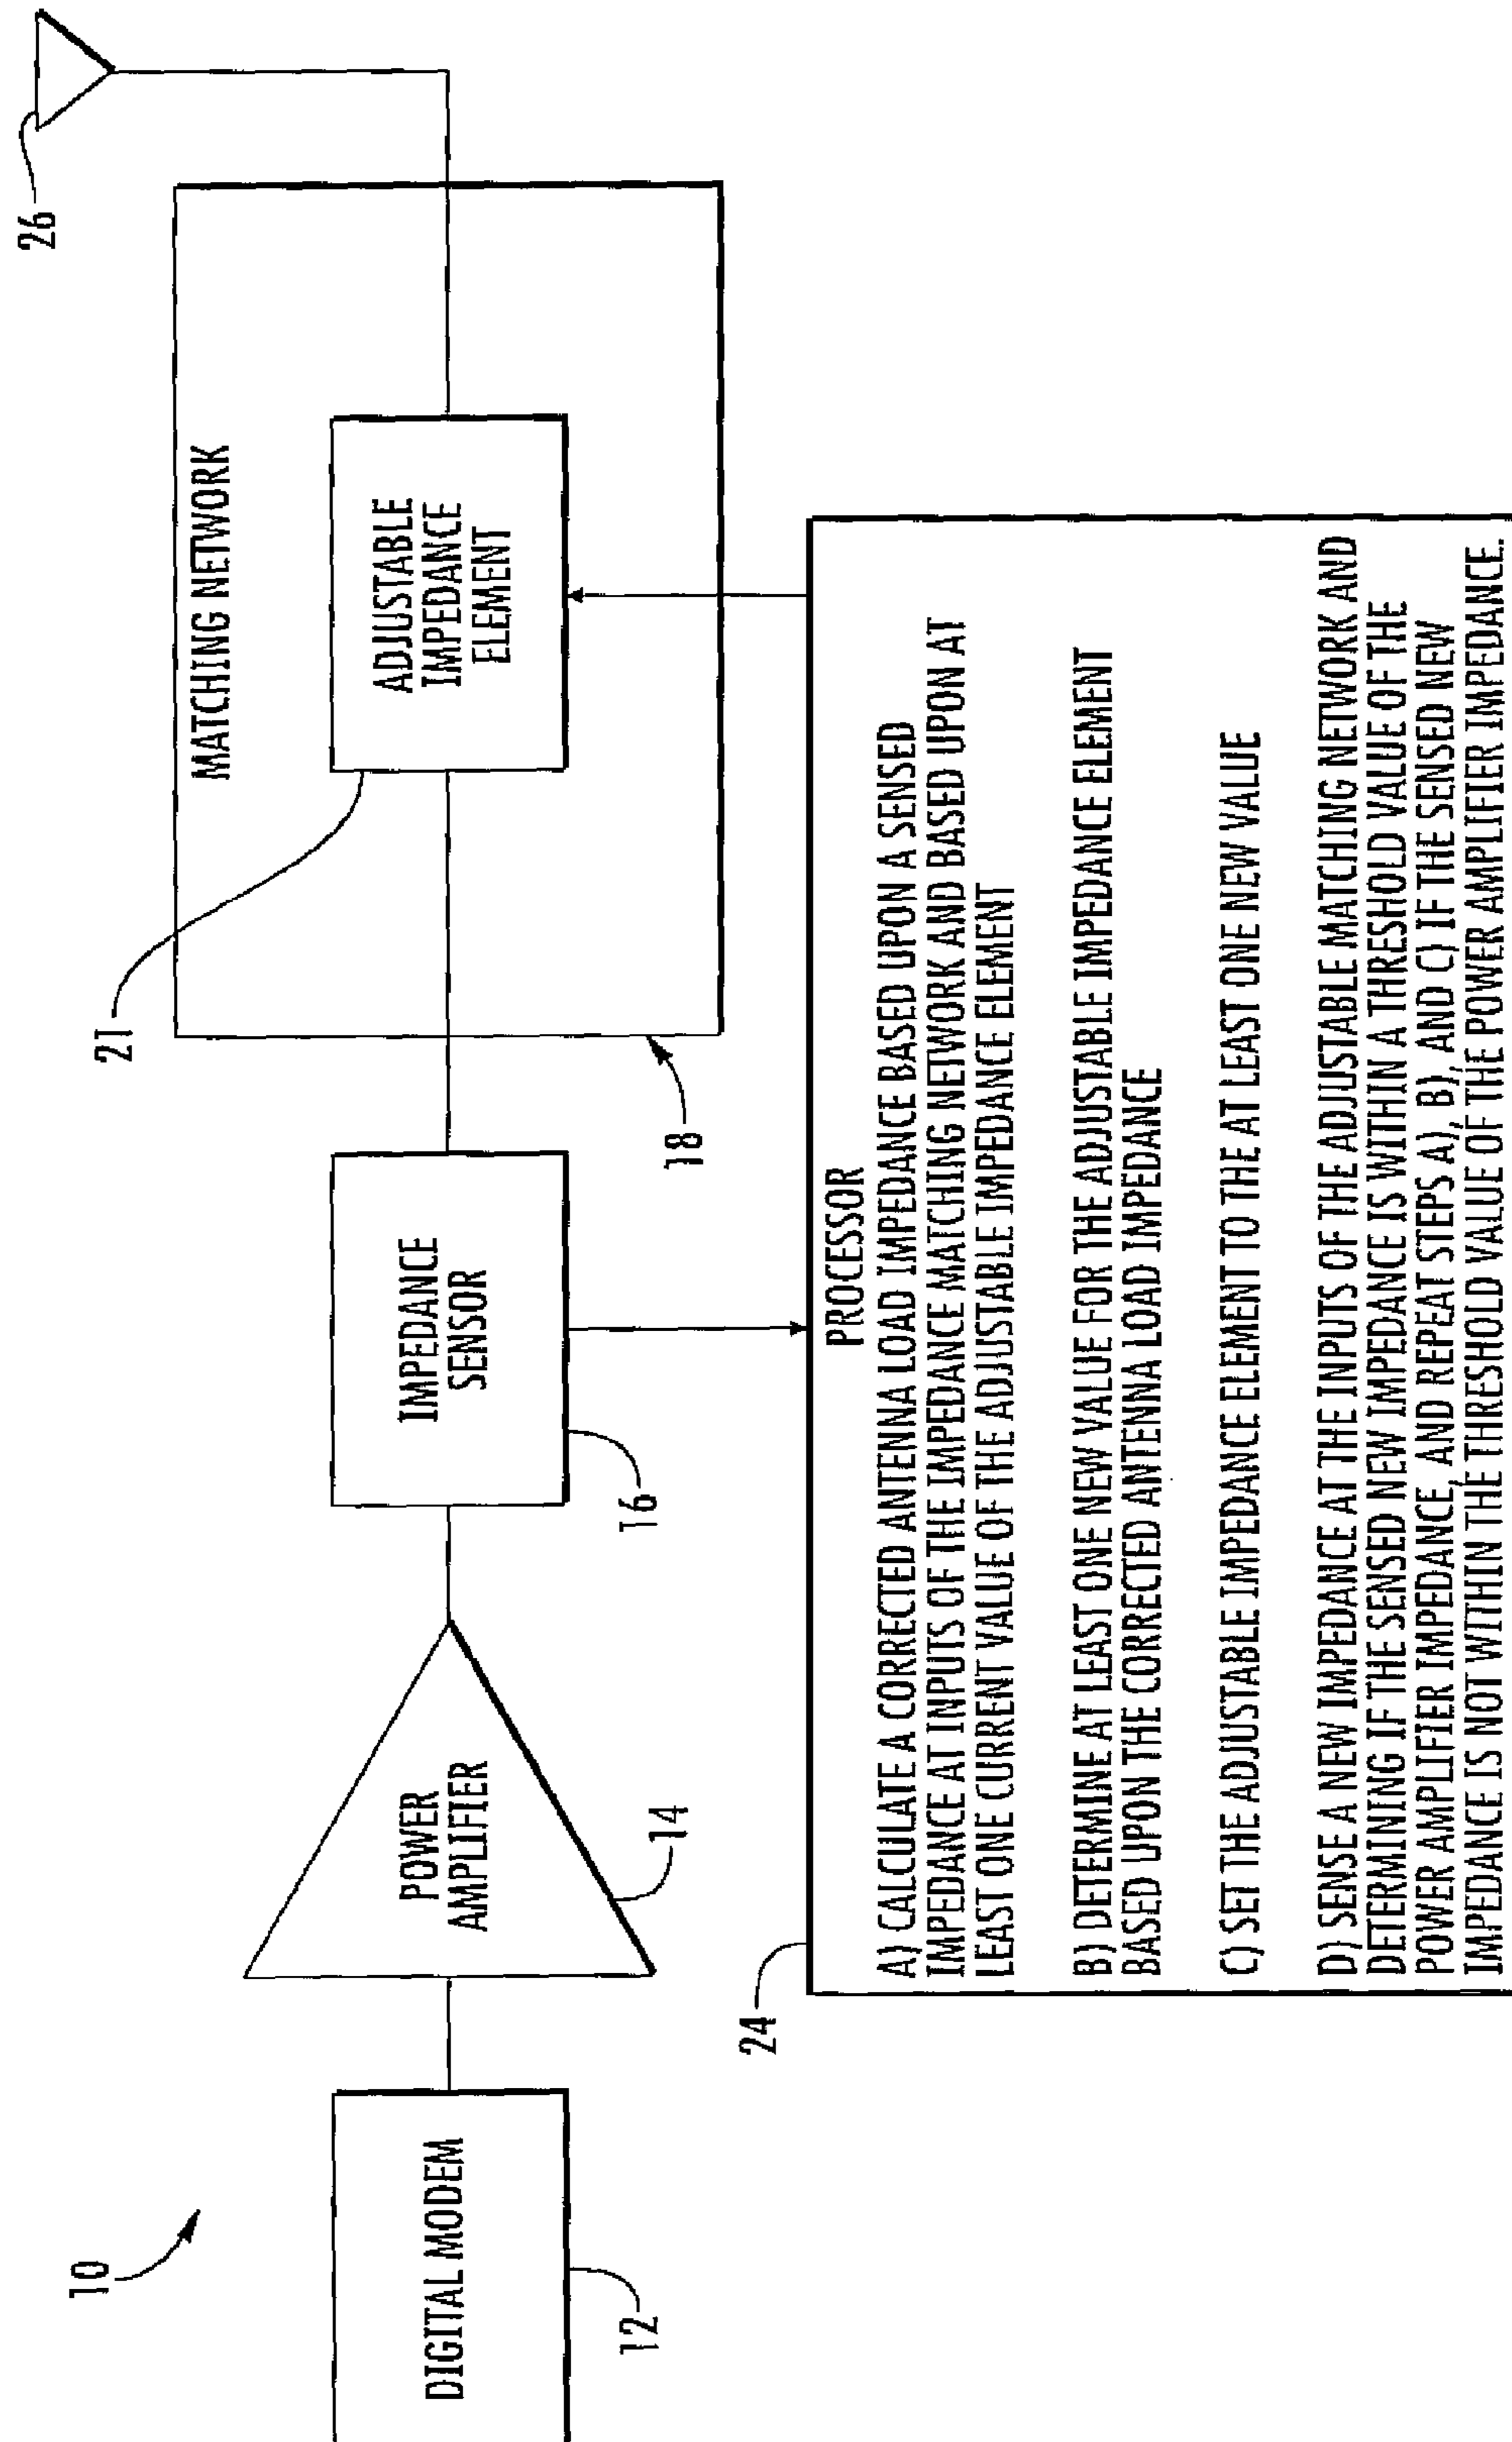 10
26
MATCHING NETWORK
21
ADJUSTABLE
IMPEDANCE
ELEMENT
18
IMPEDANCE
SENSOR
16
POWER
AMPLIFIER
14
DIGITAL MODEM
12
24
PROCESSOR
A) CALCULATE A CORRECTED ANTENNA LOAD IMPEDANCE BASED UPON A SENSED
IMPEDANCE AT INPUTS OF THE IMPEDANCE MATCHING NETWORK AND BASED UPON AT
LEAST ONE CURRENT VALUE OF THE ADJUSTABLE IMPEDANCE ELEMENT
B) DETERMINE AT LEAST ONE NEW VALUE FOR THE ADJUSTABLE IMPEDANCE ELEMENT
BASED UPON THE CORRECTED ANTENNA LOAD IMPEDANCE
C) SET THE ADJUSTABLE IMPEDANCE ELEMENT TO THE AT LEAST ONE NEW VALUE
D) SENSE A NEW IMPEDANCE AT THE INPUTS OF THE ADJUSTABLE MATCHING NETWORK AND
DETERMINING IF THE SENSED NEW IMPEDANCE IS WITHIN A THRESHOLD VALUE OF THE
POWER AMPLIFIER IMPEDANCE, AND REPEAT STEPS A), B), AND C) IF THE SENSED NEW
IMPEDANCE IS NOT WITHIN THE THRESHOLD VALUE OF THE POWER AMPLIFIER IMPEDANCE.